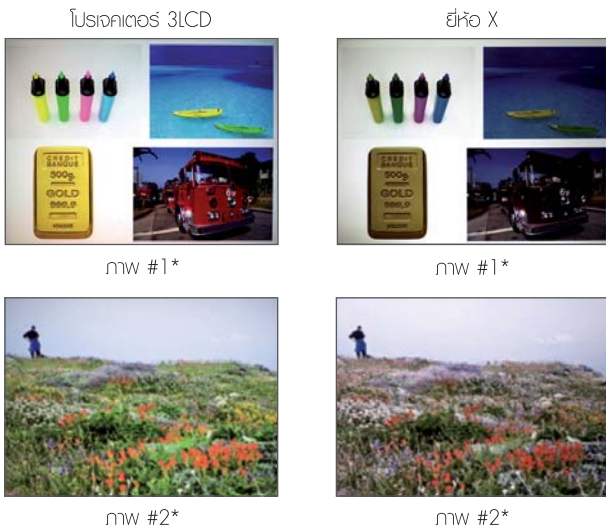 โปรเจคเตอร์ 3LCD
ยี่ห้อ X
CREDIT
BANQUE
500g.
GOLD
999,9
CREDIT
BANQUE
500g.
GOLD
999,9
ภาพ #1*
ภาพ #1*
ภาพ #2*
ภาพ #2*